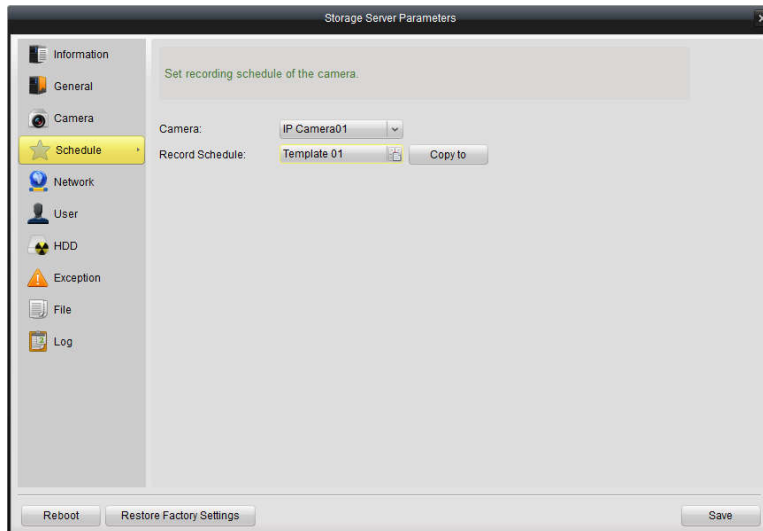 Storage Server Parameters
Information
General
Camera
Schedule
Network
User
HDD
Exception
File
Log
Set recording schedule of the camera.
Camera: IP Camera01
Record Schedule: Template 01 Copy to
Reboot Restore Factory Settings Save